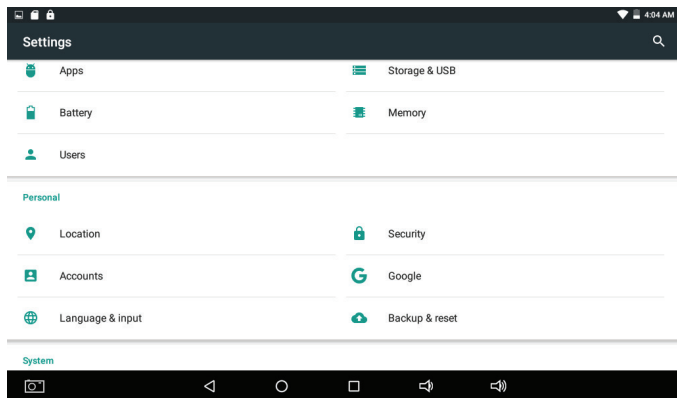 4:04 AM
Settings
Apps
Storage & USB
Battery
Memory
Users
Personal
Location
Security
Accounts
Google
Language & input
Backup & reset
System